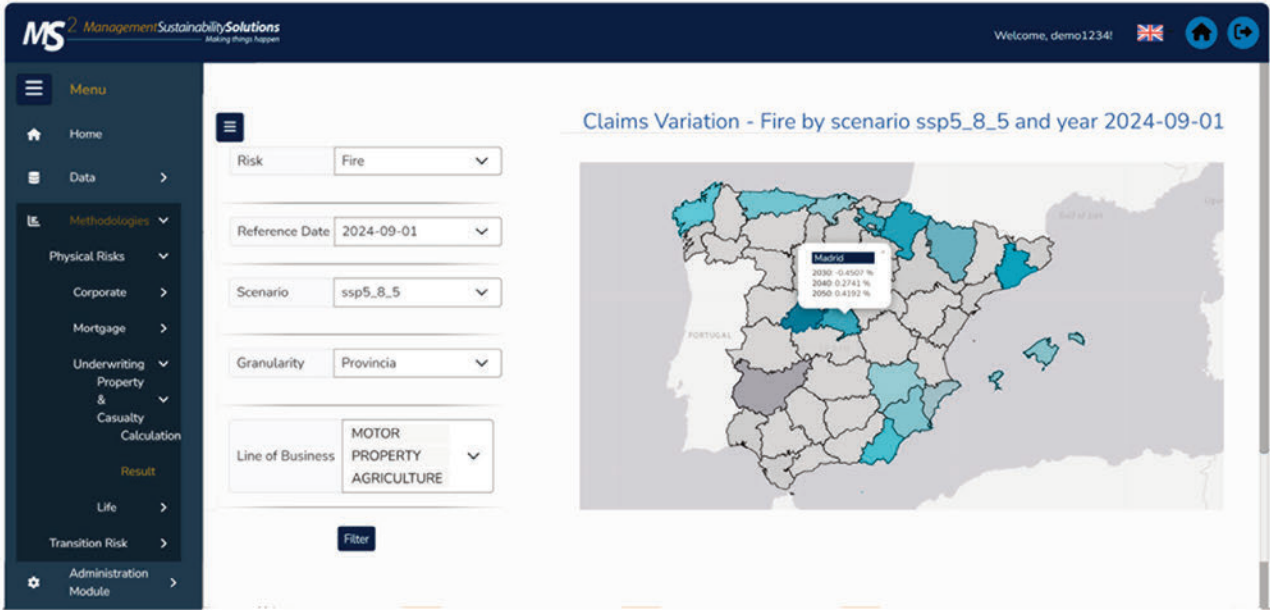 MS2 ManagementSustainabilitySolutions
Making things happen
Welcome, demo1234!
Menu
Home
Data
Methodologies
Physical Risks
Corporate
Mortgage
Underwriting
Property
&
Casualty
Calculation
Result
Life
Transition Risk
Administration
Module
Risk
Fire
Reference Date
2024-09-01
Scenario
ssp5_8_5
Granularity
Provincia
Line of Business
MOTOR
PROPERTY
AGRICULTURE
Filter
Claims Variation - Fire by scenario ssp5_8_5 and year 2024-09-01
Madrid
2030: -0.4507 %
2040: 0.2741 %
2050: 0.4192 %
PORTUGAL